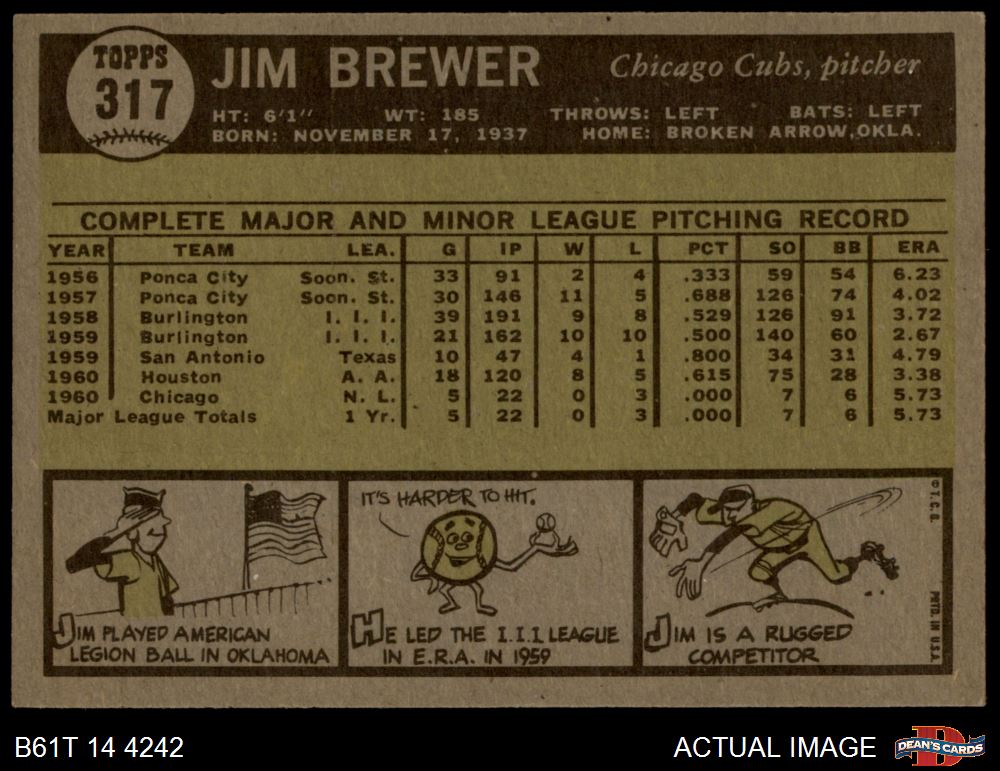 TOPPS
317
JIM BREWER
Chicago Cubs, pitcher
HT: 6'1" WT: 185 THROWS: LEFT BATS: LEFT
BORN: NOVEMBER 17, 1937 HOME: BROKEN ARROW,OKLA.
COMPLETE MAJOR AND MINOR LEAGUE PITCHING RECORD
YEAR TEAM LEA. G IP W L PCT SO BB ERA
1956 Ponca City Soon. St. 33 91 2 4 .333 59 54 6.23
1957 Ponca City Soon. St. 30 146 11 5 .688 126 74 4.02
1958 Burlington I. I. I. 39 191 9 8 .529 126 91 3.72
1959 Burlington I. I. I. 21 162 10 10 .500 140 60 2.67
1959 San Antonio Texas 10 47 4 1 .800 34 31 4.79
1960 Houston A. A. 18 120 8 5 .615 75 28 3.38
1960 Chicago N. L. 5 22 0 3 .000 7 6 5.73
Major League Totals 1 Yr. 5 22 0 3 .000 7 6 5.73
JIM PLAYED AMERICAN
LEGION BALL IN OKLAHOMA
IT'S HARDER TO HIT.
HE LED THE I.I.I. LEAGUE
IN E.R.A. IN 1959
JIM IS A RUGGED
COMPETITOR
© T. C. G. PRTD. IN U.S.A.
B61T 14 4242
ACTUAL IMAGE
DEAN'S CARDS